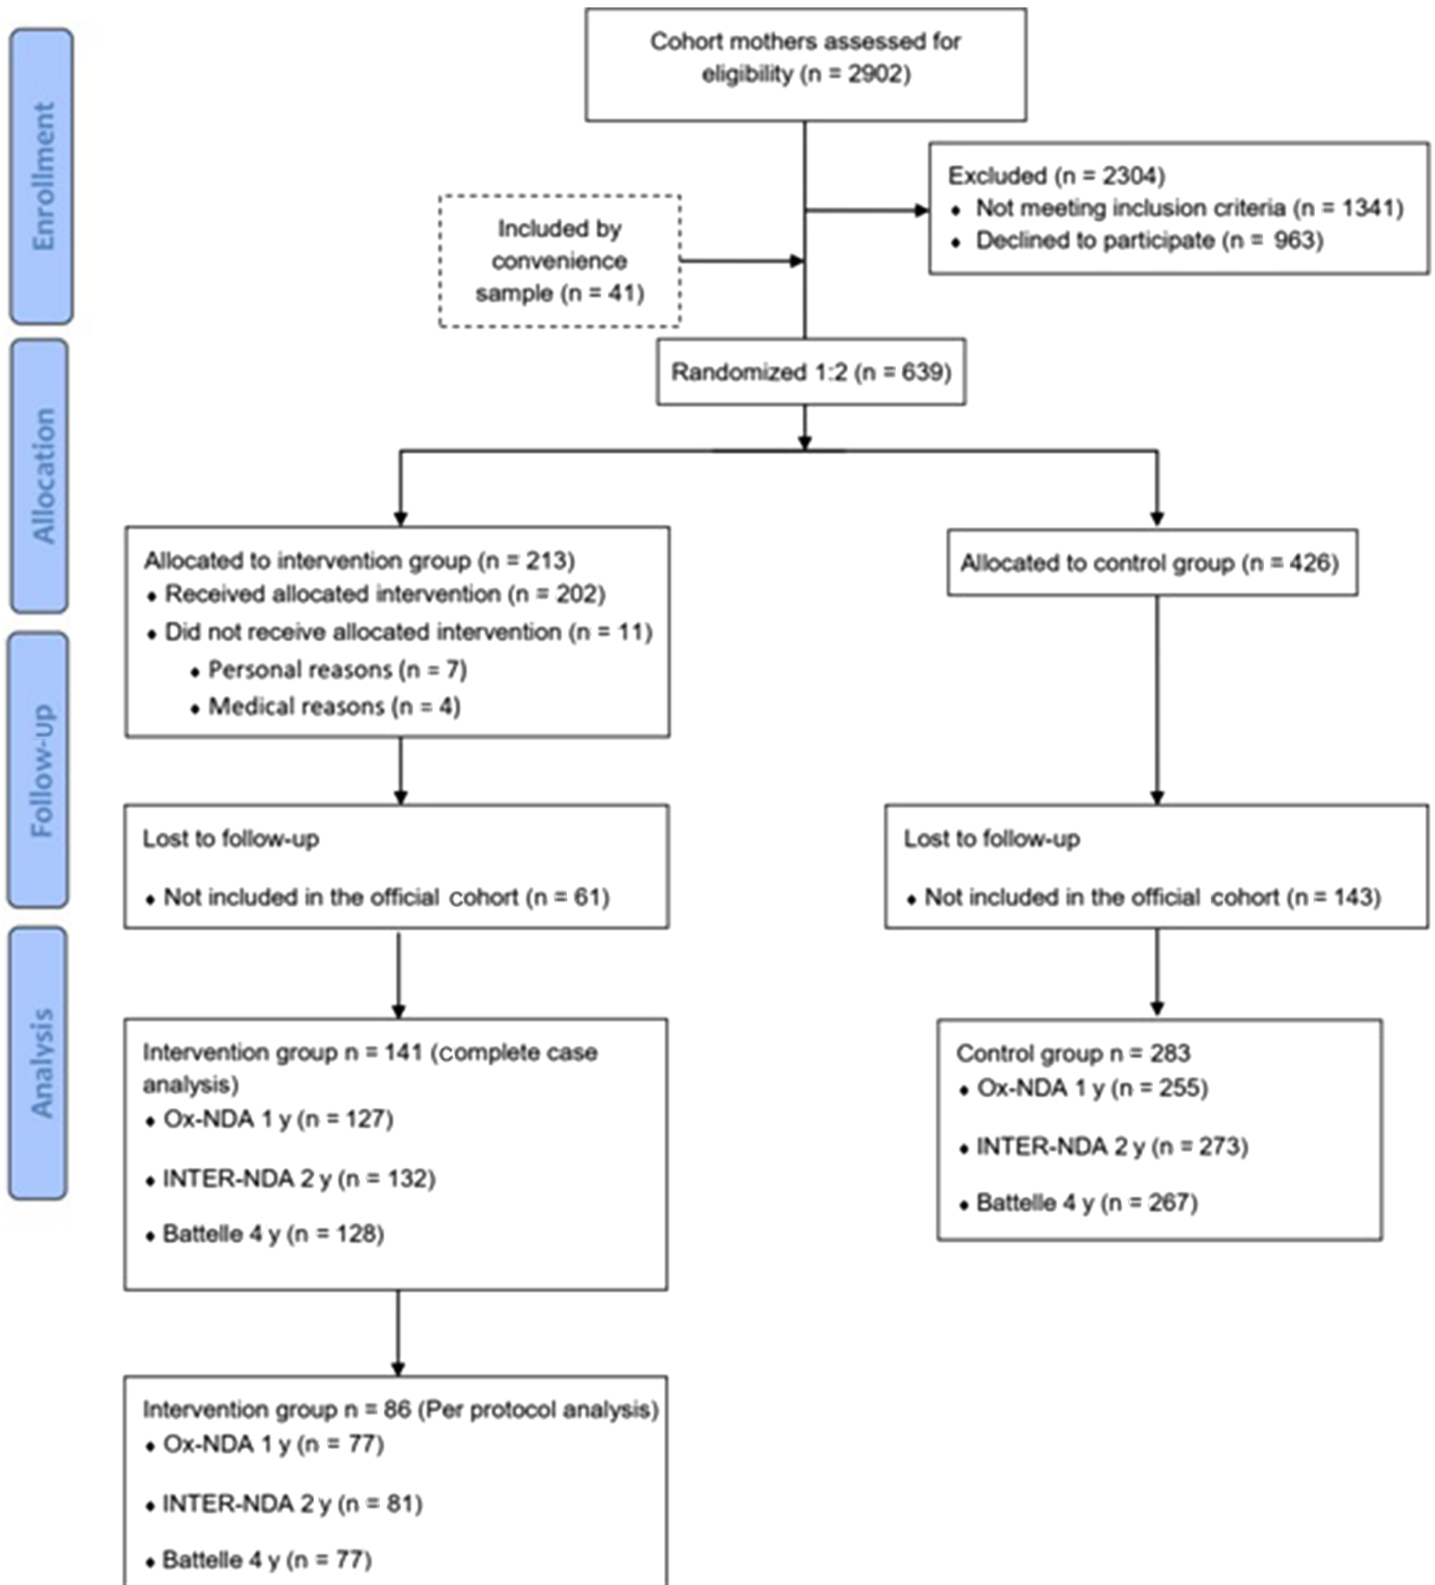 Enrollment
Cohort mothers assessed for
eligibility (n = 2902)
Excluded (n = 2304)
• Not meeting inclusion criteria (n = 1341)
• Declined to participate (n = 963)
Included by
convenience
sample (n = 41)
Randomized 1:2 (n = 639)
Allocation
Allocated to intervention group (n = 213)
• Received allocated intervention (n = 202)
• Did not receive allocated intervention (n = 11)
• Personal reasons (n = 7)
• Medical reasons (n = 4)
Allocated to control group (n = 426)
Follow-up
Lost to follow-up
• Not included in the official cohort (n = 61)
Lost to follow-up
• Not included in the official cohort (n = 143)
Analysis
Intervention group n = 141 (complete case
analysis)
• Ox-NDA 1 y (n = 127)
• INTER-NDA 2 y (n = 132)
• Battelle 4 y (n = 128)
Control group n = 283
• Ox-NDA 1 y (n = 255)
• INTER-NDA 2 y (n = 273)
• Battelle 4 y (n = 267)
Intervention group n = 86 (Per protocol analysis)
• Ox-NDA 1 y (n = 77)
• INTER-NDA 2 y (n = 81)
• Battelle 4 y (n = 77)